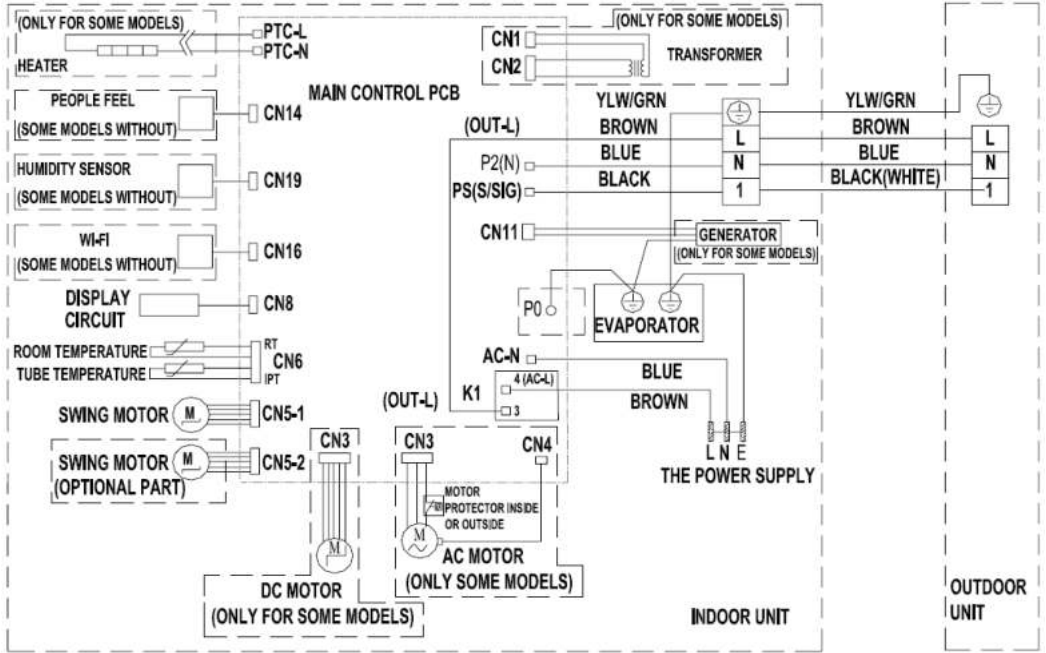 (ONLY FOR SOME MODELS)
HEATER
PTC-L
PTC-N
PEOPLE FEEL
(SOME MODELS WITHOUT)
CN14
HUMIDITY SENSOR
(SOME MODELS WITHOUT)
CN19
WI-FI
(SOME MODELS WITHOUT)
CN16
DISPLAY
CIRCUIT
CN8
ROOM TEMPERATURE
TUBE TEMPERATURE
RT
CN6
IPT
SWING MOTOR
M
CN5-1
SWING MOTOR
(OPTIONAL PART)
M
CN5-2
MAIN CONTROL PCB
CN1
CN2
(ONLY FOR SOME MODELS)
TRANSFORMER
(OUT-L)
P2(N)
PS(S/SIG)
YLW/GRN
BROWN
BLUE
BLACK
L
N
1
YLW/GRN
BROWN
BLUE
BLACK(WHITE)
L
N
1
CN11
GENERATOR
(ONLY FOR SOME MODELS)
P0
EVAPORATOR
AC-N
BLUE
K1
4 (AC-L)
3
BROWN
(OUT-L)
L N E
THE POWER SUPPLY
CN3
M
DC MOTOR
(ONLY FOR SOME MODELS)
CN3
CN4
MOTOR
PROTECTOR INSIDE
OR OUTSIDE
M
AC MOTOR
(ONLY SOME MODELS)
INDOOR UNIT
OUTDOOR
UNIT